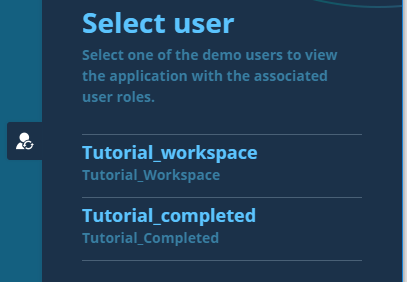 Select user
Select one of the demo users to view
the application with the associated
user roles.
Tutorial_workspace
Tutorial_Workspace
Tutorial_completed
Tutorial_Completed